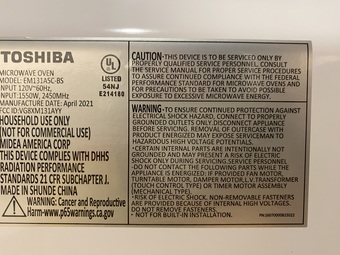 TOSHIBA
MICROWAVE OVEN
MODEL: EM131A5C-BS
INPUT 120V~60Hz,
INPUT:1550W, 2450MHz
MANUFACTURE DATE: April 2021
FCC ID:VG8XM131AYY
HOUSEHOLD USE ONLY
(NOT FOR COMMERCIAL USE)
MIDEA AMERICA CORP
THIS DEVICE COMPLIES WITH DHHS
RADIATION PERFORMANCE
STANDARDS 21 CFR SUBCHAPTER J.
MADE IN SHUNDE CHINA
WARNING: Cancer and Reproductive
Harm-www.p65warnings.ca.gov
UL
LISTED
54NJ
E214180
CAUTION-THIS DEVICE IS TO BE SERVICED ONLY BY
PROPERLY QUALIFIED SERVICE PERSONNEL. CONSULT
THE SERVICE MANUAL FOR PROPER SERVICE PROCEDURES
TO ASSURE CONTINUED COMPLIANCE WITH THE FEDERAL
PERFORMANCE STANDARD FOR MICROWAVE OVENS AND
FOR PRECAUTIONS TO BE TAKEN TO AVOID POSSIBLE
EXPOSURE TO EXCESSIVE MICROWAVE ENERGY.
WARNING-TO ENSURE CONTINUED PROTECTION AGAINST
ELECTRICAL SHOCK HAZARD, CONNECT TO PROPERLY
GROUNDED OUTLETS ONLY. DISCONNECT APPLIANCE
BEFORE SERVICING. REMOVAL OF OUTERCASE WITH
PRODUCT ENERGIZED MAY EXPOSE SERVICEMAN TO
HAZARDOUS HIGH VOLTAGE POTENTIALS.
•CERTAIN INTERNAL PARTS ARE INTENTIONALLY NOT
GROUNDED AND MAY PRESENT A RISK OF ELECTRIC
SHOCK ONLY DURING SERVICING. SERVICE PERSONNEL
-DO NOT CONTACT THE FOLLOWING PARTS WHILE THE
APPLIANCE IS ENERGIZED: IF PROVIDED FAN MOTOR,
TURNTABLE MOTOR, DAMPER MOTOR, L.V.TRANSFORMER
(TOUCH CONTROL TYPE) OR TIMER MOTOR ASSEMBLY
(MECHANICAL TYPE).
•RISK OF ELECTRIC SHOCK. NON-REMOVABLE FASTENERS
ARE PROVIDED BECAUSE OF INTERNAL HIGH VOLTAGE.
DO NOT REMOVE FASTENERS.
• NOT FOR BUILT-IN INSTALLATION.